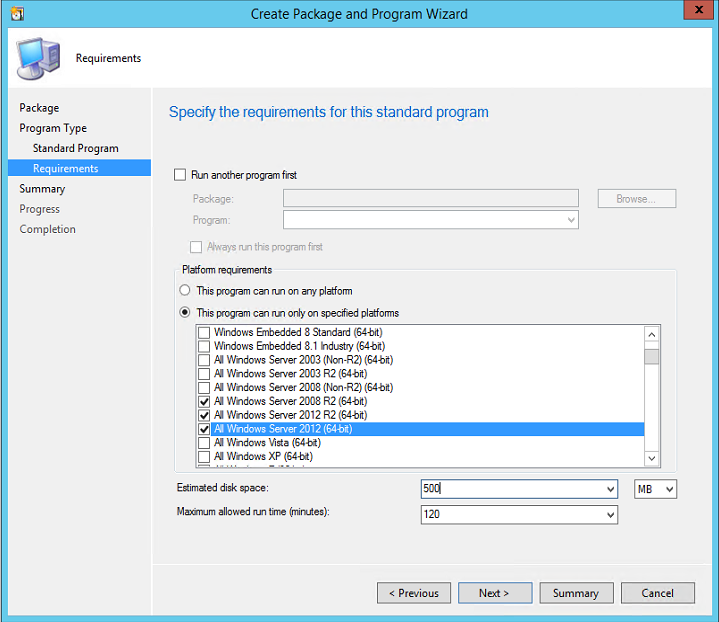 Create Package and Program Wizard
x
Requirements
Package
Program Type
Standard Program
Requirements
Summary
Progress
Completion
Specify the requirements for this standard program
Run another program first
Package:
Browse...
Program:
Always run this program first
Platform requirements
This program can run on any platform
This program can run only on specified platforms
Windows Embedded 8 Standard (64-bit)
Windows Embedded 8.1 Industry (64-bit)
All Windows Server 2003 (Non-R2) (64-bit)
All Windows Server 2003 R2 (64-bit)
All Windows Server 2008 (Non-R2) (64-bit)
All Windows Server 2008 R2 (64-bit)
All Windows Server 2012 R2 (64-bit)
All Windows Server 2012 (64-bit)
All Windows Vista (64-bit)
All Windows XP (64-bit)
Estimated disk space:
500
MB
Maximum allowed run time (minutes):
120
< Previous
Next >
Summary
Cancel